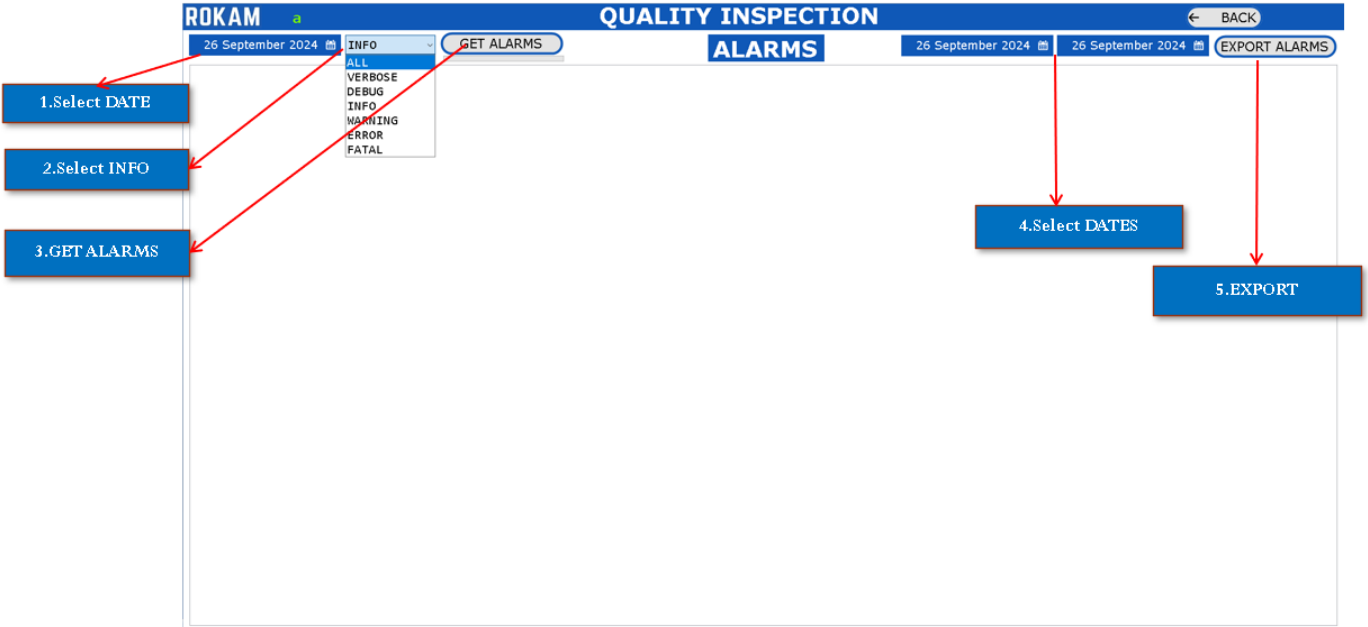 ROKAM a QUALITY INSPECTION ← BACK
26 September 2024 INFO GET ALARMS ALARMS 26 September 2024 26 September 2024 EXPORT ALARMS
ALL
VERBOSE
DEBUG
INFO
WARNING
ERROR
FATAL
1.Select DATE
2.Select INFO
3.GET ALARMS
4.Select DATES
5.EXPORT